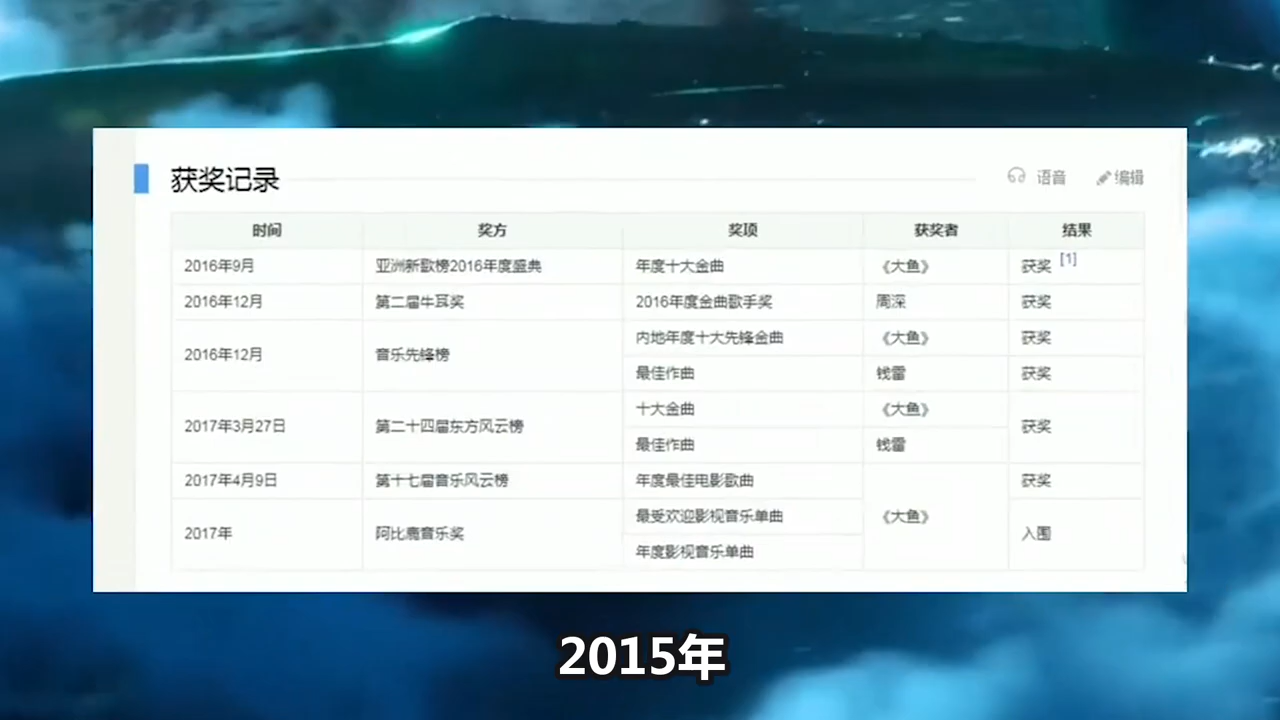 获奖记录 语音 编辑
时间 奖方 奖项 获奖者 结果
2016年9月 亚洲新歌榜2016年度盛典 年度十大金曲 《大鱼》 获奖 [1]
2016年12月 第二届牛耳奖 2016年度金曲歌手奖 周深 获奖
2016年12月 音乐先锋榜 内地年度十大先锋金曲 《大鱼》 获奖
最佳作曲 钱雷 获奖
2017年3月27日 第二十四届东方风云榜 十大金曲 《大鱼》 获奖
最佳作曲 钱雷
2017年4月9日 第十七届音乐风云榜 年度最佳电影歌曲 《大鱼》 获奖
2017年 阿比鹿音乐奖 最受欢迎影视音乐单曲 入围
年度影视音乐单曲
2015年